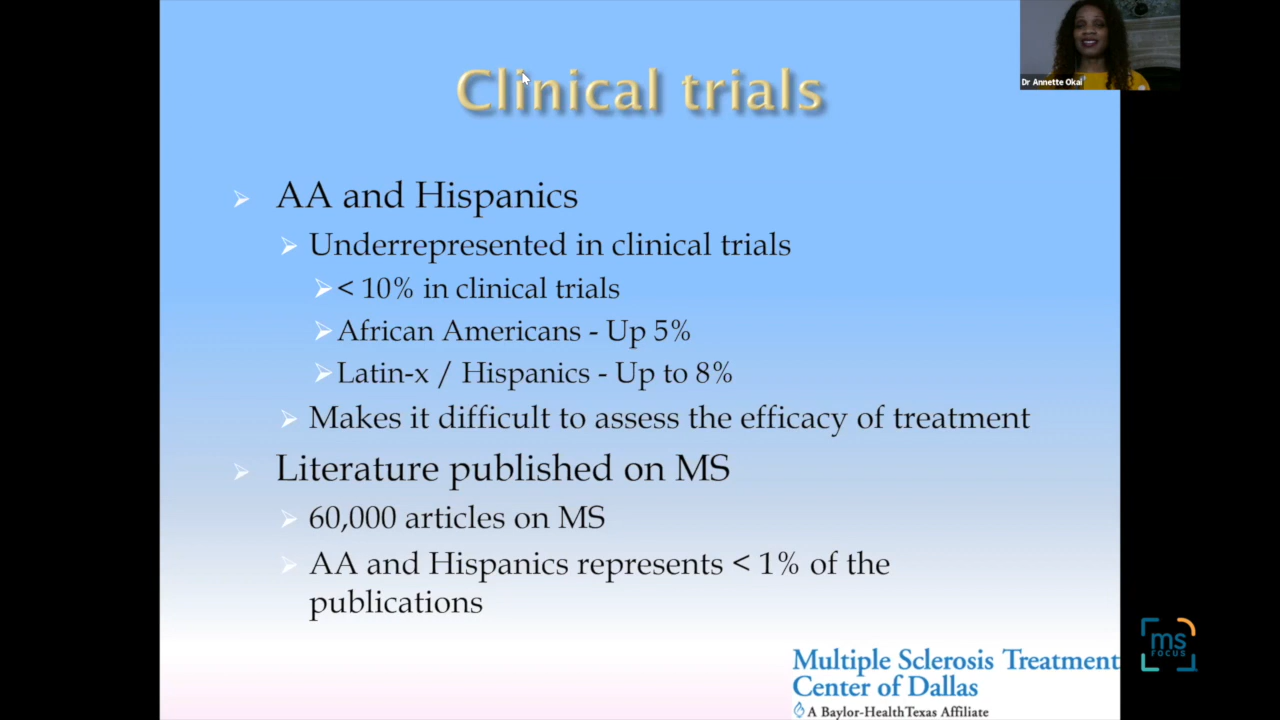 Clinical trials
Dr Annette Okai
AA and Hispanics
Underrepresented in clinical trials
< 10% in clinical trials
African Americans - Up 5%
Latin-x / Hispanics - Up to 8%
Makes it difficult to assess the efficacy of treatment
Literature published on MS
60,000 articles on MS
AA and Hispanics represents < 1% of the
publications
ms
FOCUS
Multiple Sclerosis Treatment
Center of Dallas
A Baylor-HealthTexas Affiliate